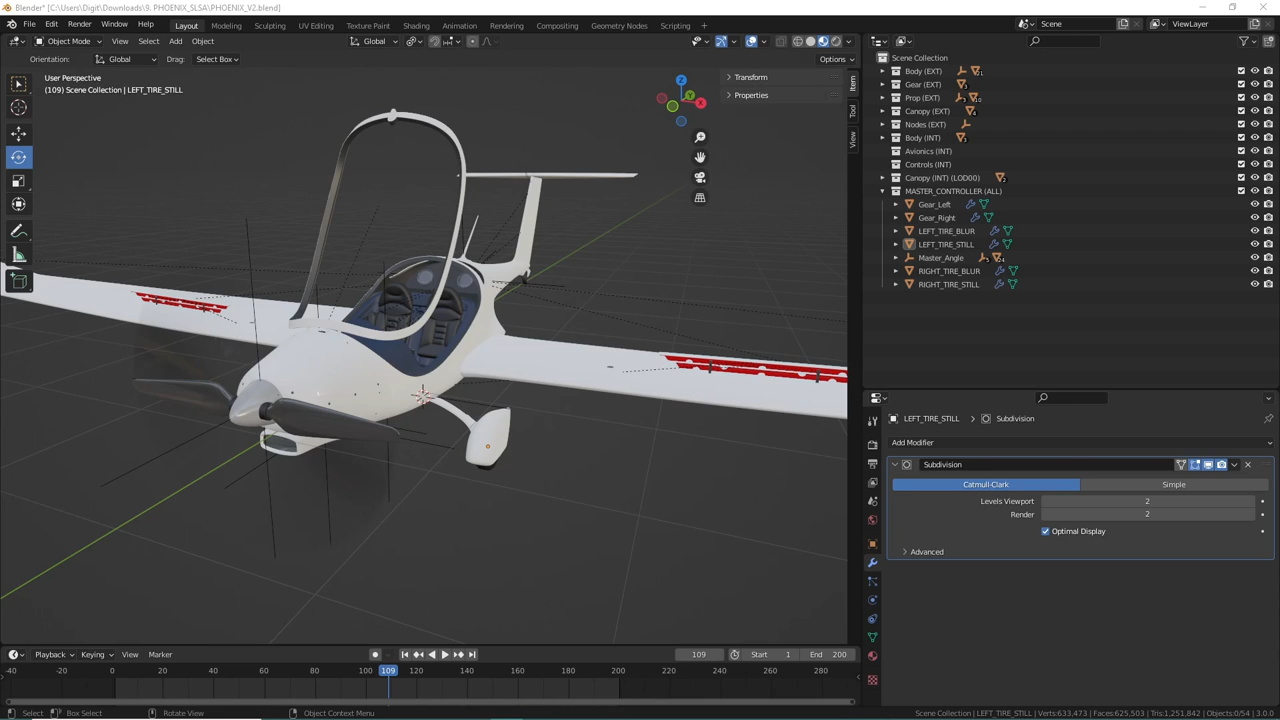 Blender* [C:\Users\Digit\Downloads\9. PHOENIX_SLSA\PHOENIX_V2.blend]
File Edit Render Window Help Layout Modeling Sculpting UV Editing Texture Paint Shading Animation Rendering Compositing Geometry Nodes Scripting + Scene ViewLayer
Object Mode View Select Add Object Global
Orientation: Global Drag: Select Box Options
User Perspective
(109) Scene Collection | LEFT_TIRE_STILL
Z
Y
X
Transform
Properties
Item
Tool
View
Scene Collection
Body (EXT)
Gear (EXT)
Prop (EXT)
Canopy (EXT)
Nodes (EXT)
Body (INT)
Avionics (INT)
Controls (INT)
Canopy (INT) (LOD00)
MASTER_CONTROLLER (ALL)
Gear_Left
Gear_Right
LEFT_TIRE_BLUR
LEFT_TIRE_STILL
Master_Angle
RIGHT_TIRE_BLUR
RIGHT_TIRE_STILL
LEFT_TIRE_STILL > Subdivision
Add Modifier
Subdivision
Catmull-Clark Simple
Levels Viewport 2
Render 2
Optimal Display
Advanced
Playback Keying View Marker 109 Start 1 End 200
-40 -20 0 20 40 60 80 100 109 120 140 160 180 200 220 240 260 280
Select Box Select Rotate View Object Context Menu Scene Collection | LEFT_TIRE_STILL | Verts:633,473 | Faces:625,503 | Tris:1,251,842 | Objects:0/54 | 3.0.0